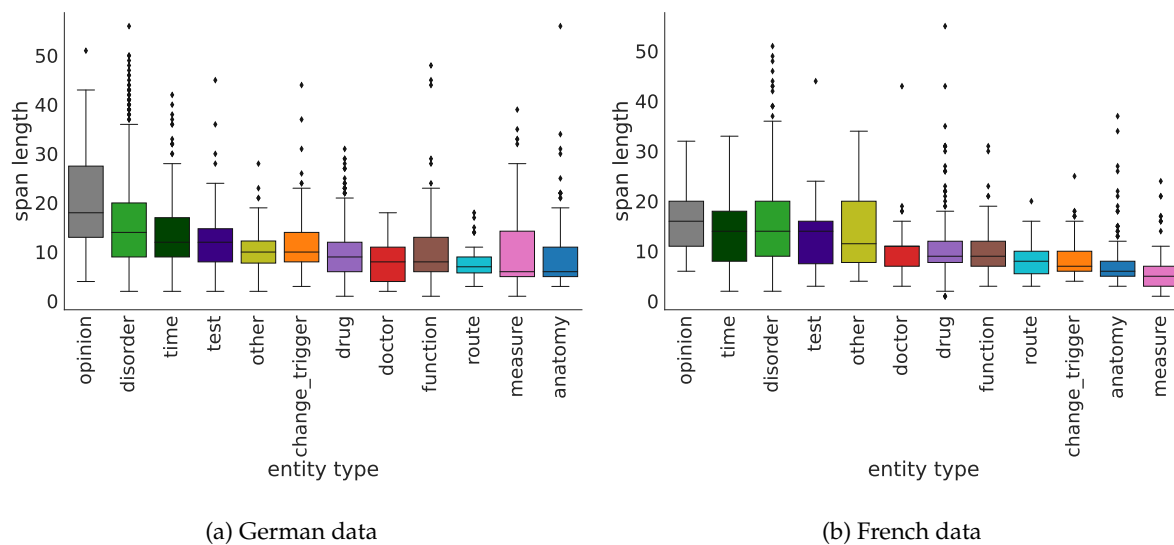 50
40
30
20
10
0
span length
opinion
disorder
time
test
other
change_trigger
drug
doctor
function
route
measure
anatomy
entity type
(a) German data
50
40
30
20
10
0
span length
opinion
time
disorder
test
other
doctor
drug
function
route
change_trigger
anatomy
measure
entity type
(b) French data